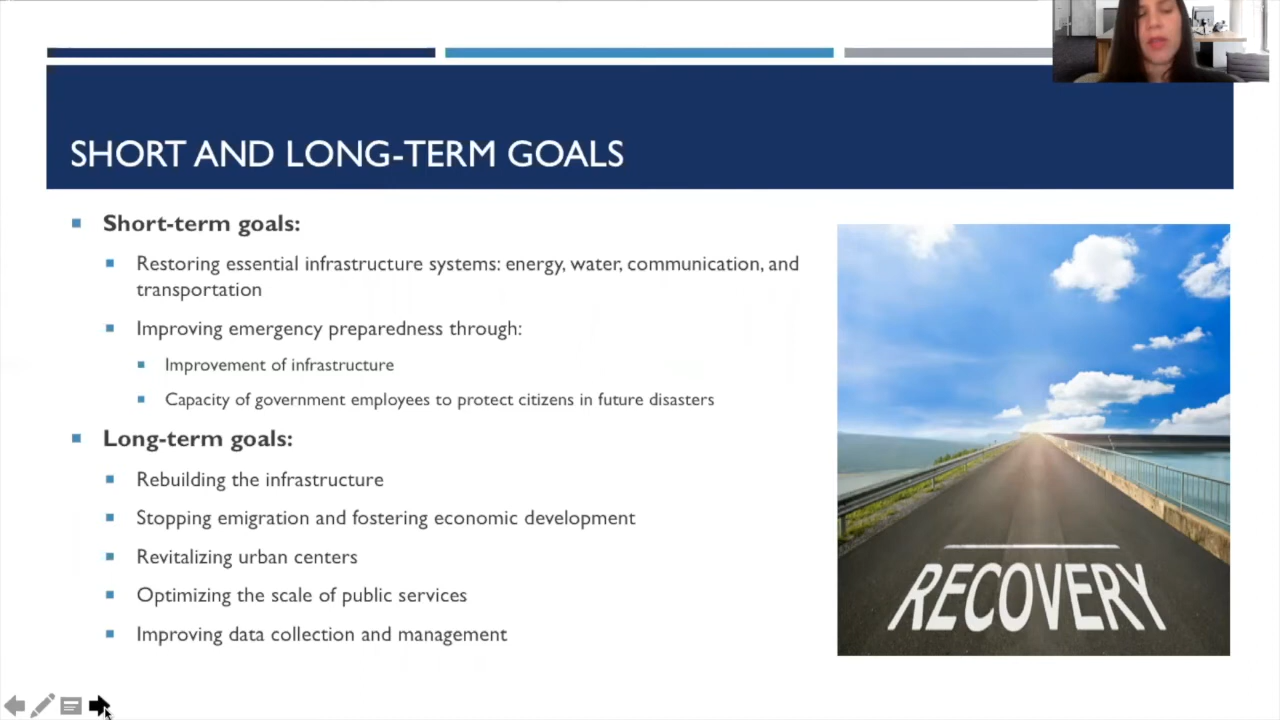 SHORT AND LONG-TERM GOALS
Short-term goals:
Restoring essential infrastructure systems: energy, water, communication, and
transportation
Improving emergency preparedness through:
Improvement of infrastructure
Capacity of government employees to protect citizens in future disasters
Long-term goals:
Rebuilding the infrastructure
Stopping emigration and fostering economic development
Revitalizing urban centers
Optimizing the scale of public services
Improving data collection and management
RECOVERY